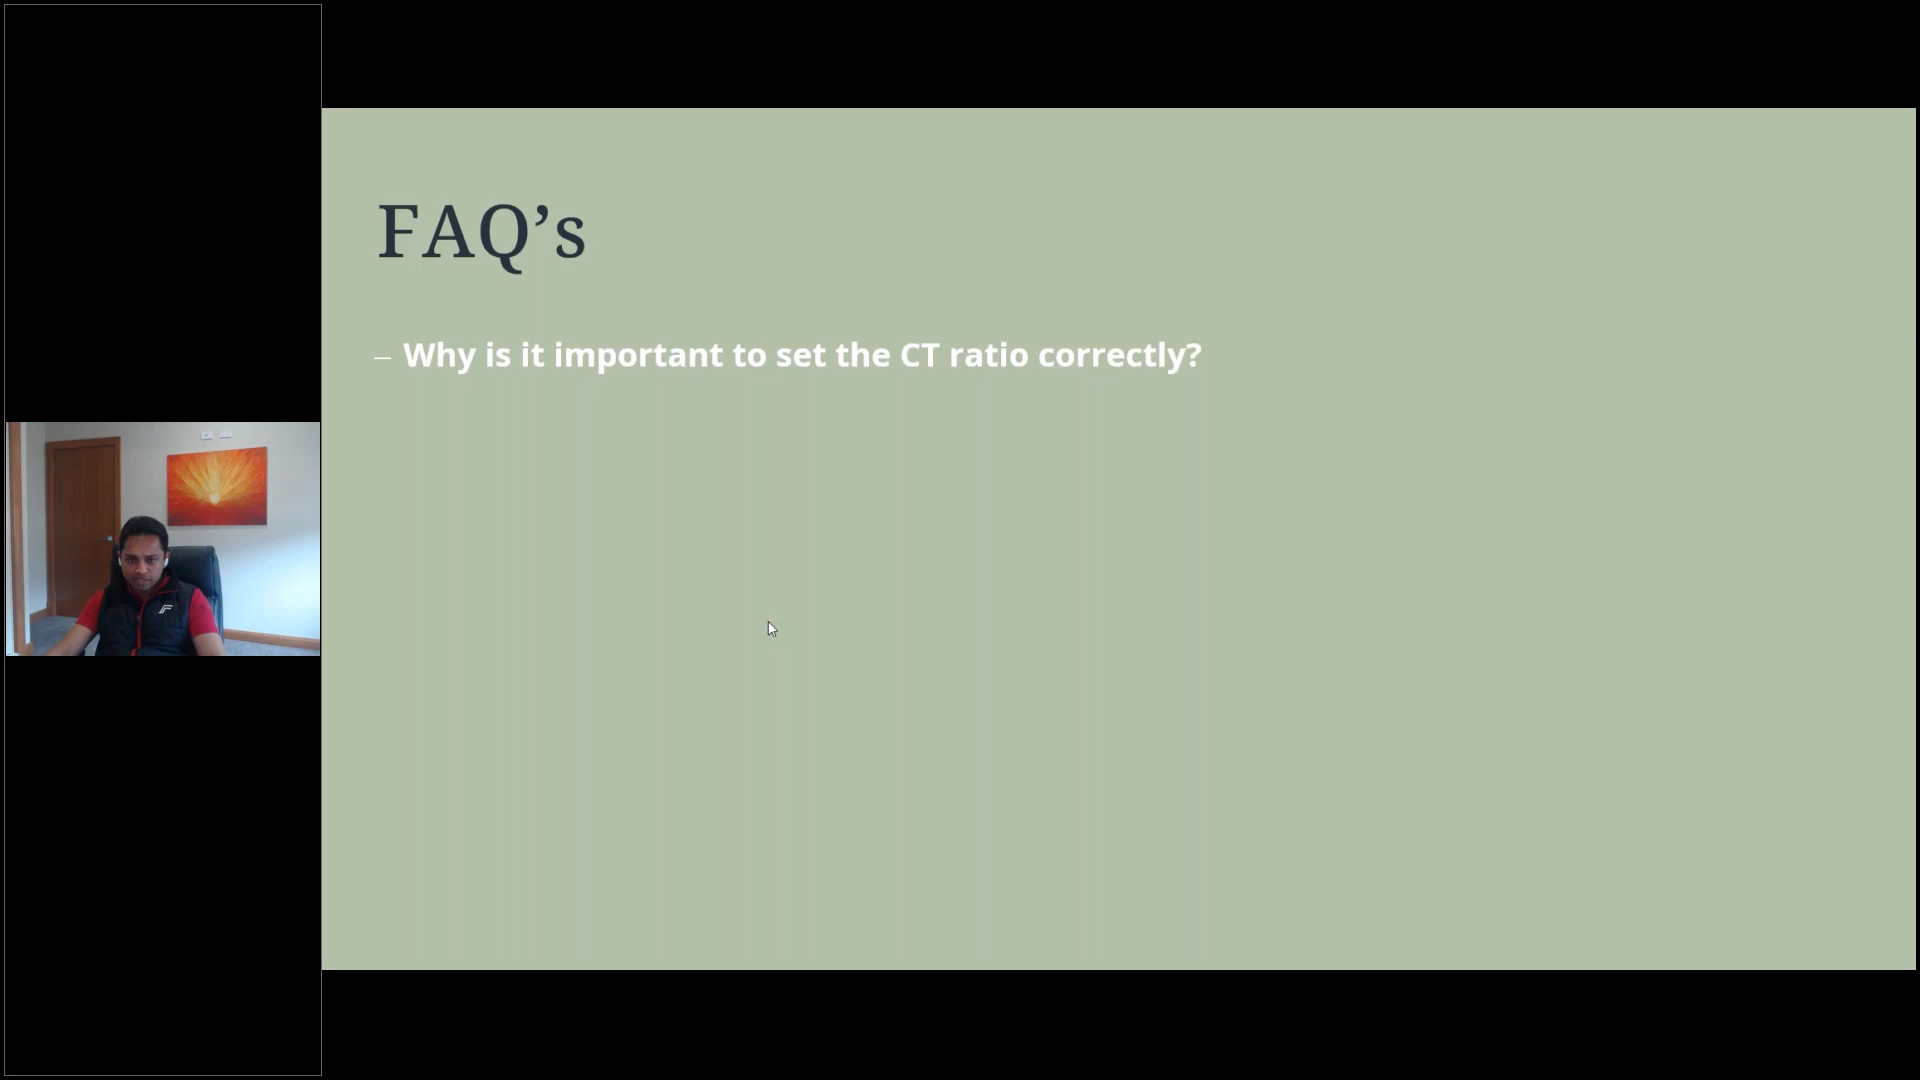 FAQ’s
– Why is it important to set the CT ratio correctly?